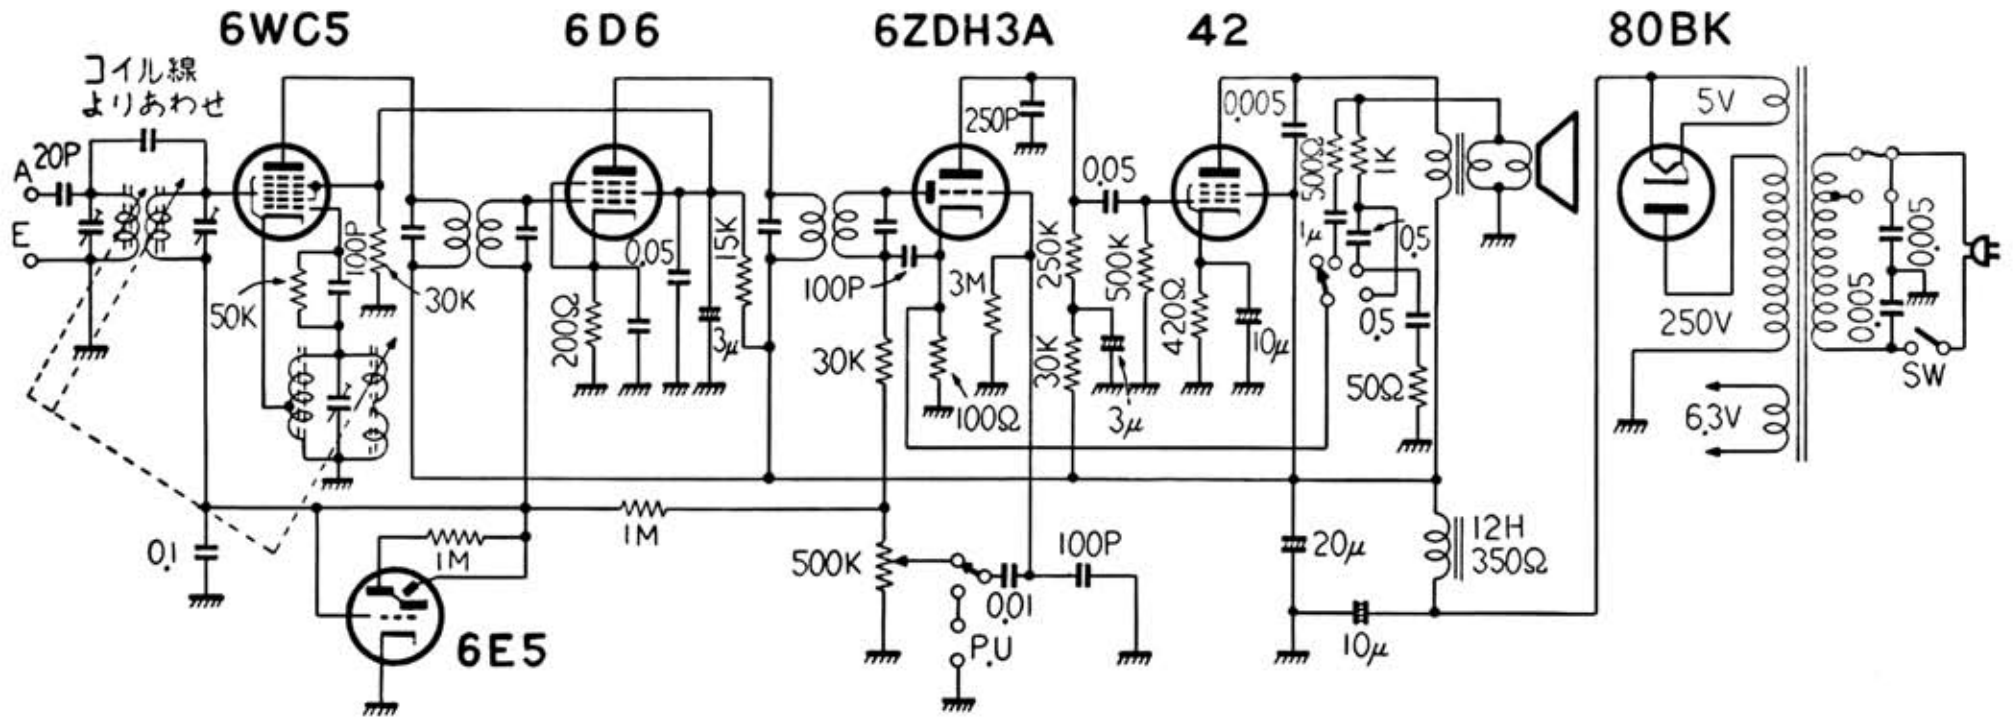 6WC5
6D6
6ZDH3A
42
80BK
コイル線
よりあわせ
A
20P
E
50K
100P
30K
0.1
200Ω
0.05
3μ
15K
1M
1M
6E5
250P
100P
3M
30K
100Ω
500K
0.01
P.U
100P
0.05
250K
30K
500K
3μ
420Ω
10μ
0.005
500Ω
1K
1μ
0.5
0.5
50Ω
20μ
10μ
12H
350Ω
5V
250V
6.3V
0.005
0.005
SW